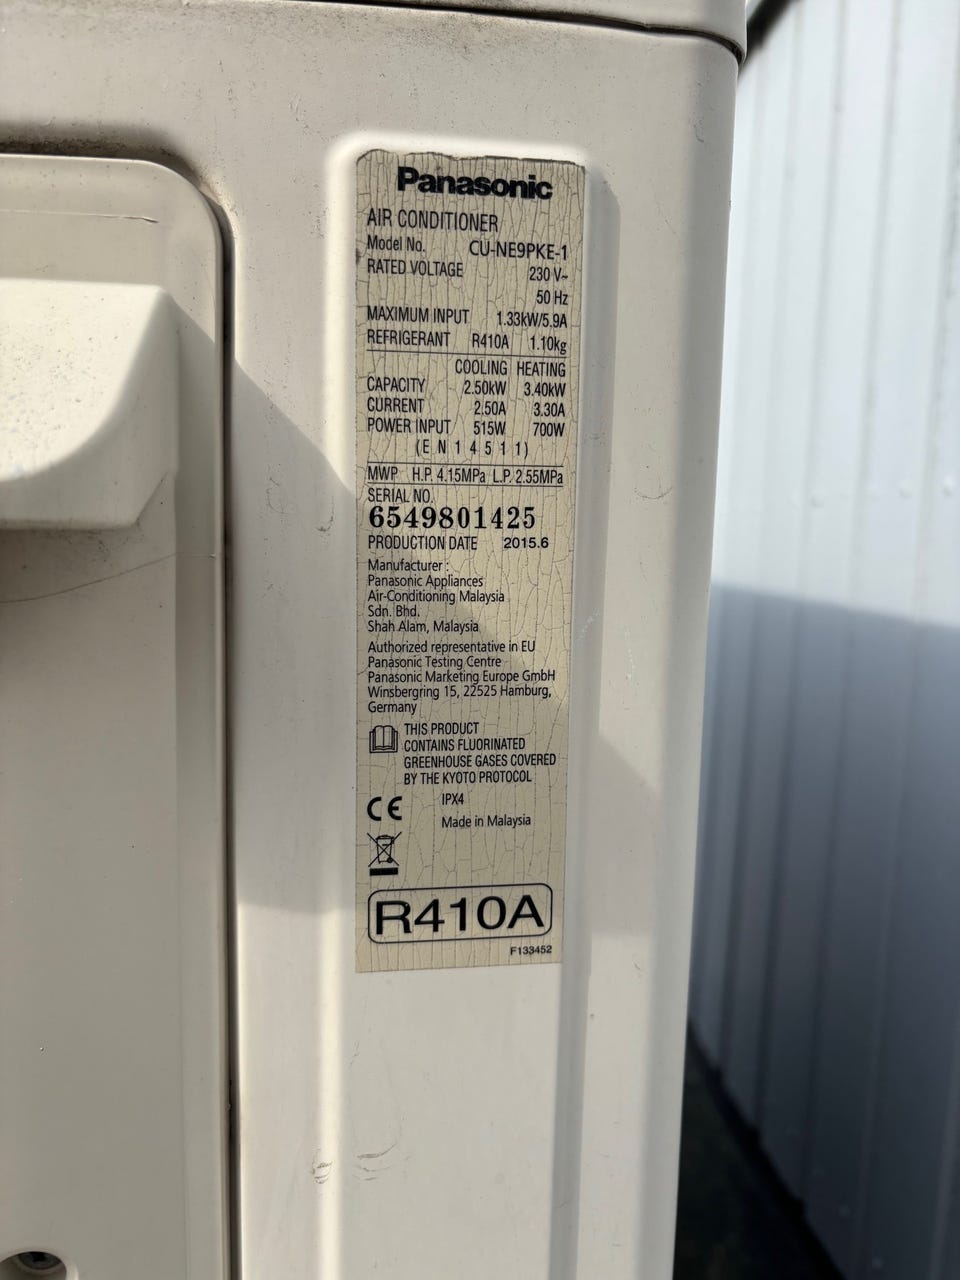 Panasonic
AIR CONDITIONER
Model No. CU-NE9PKE-1
RATED VOLTAGE 230 V~
50 Hz
MAXIMUM INPUT 1.33kW/5.9A
REFRIGERANT R410A 1.10kg
COOLING HEATING
CAPACITY 2.50kW 3.40kW
CURRENT 2.50A 3.30A
POWER INPUT 515W 700W
(EN14511)
MWP H.P. 4.15MPa L.P. 2.55MPa
SERIAL NO.
6549801425
PRODUCTION DATE 2015.6
Manufacturer :
Panasonic Appliances
Air-Conditioning Malaysia
Sdn. Bhd.
Shah Alam, Malaysia
Authorized representative in EU
Panasonic Testing Centre
Panasonic Marketing Europe GmbH
Winsbergring 15, 22525 Hamburg,
Germany
THIS PRODUCT
CONTAINS FLUORINATED
GREENHOUSE GASES COVERED
BY THE KYOTO PROTOCOL
CE IPX4
Made in Malaysia
R410A
F133452